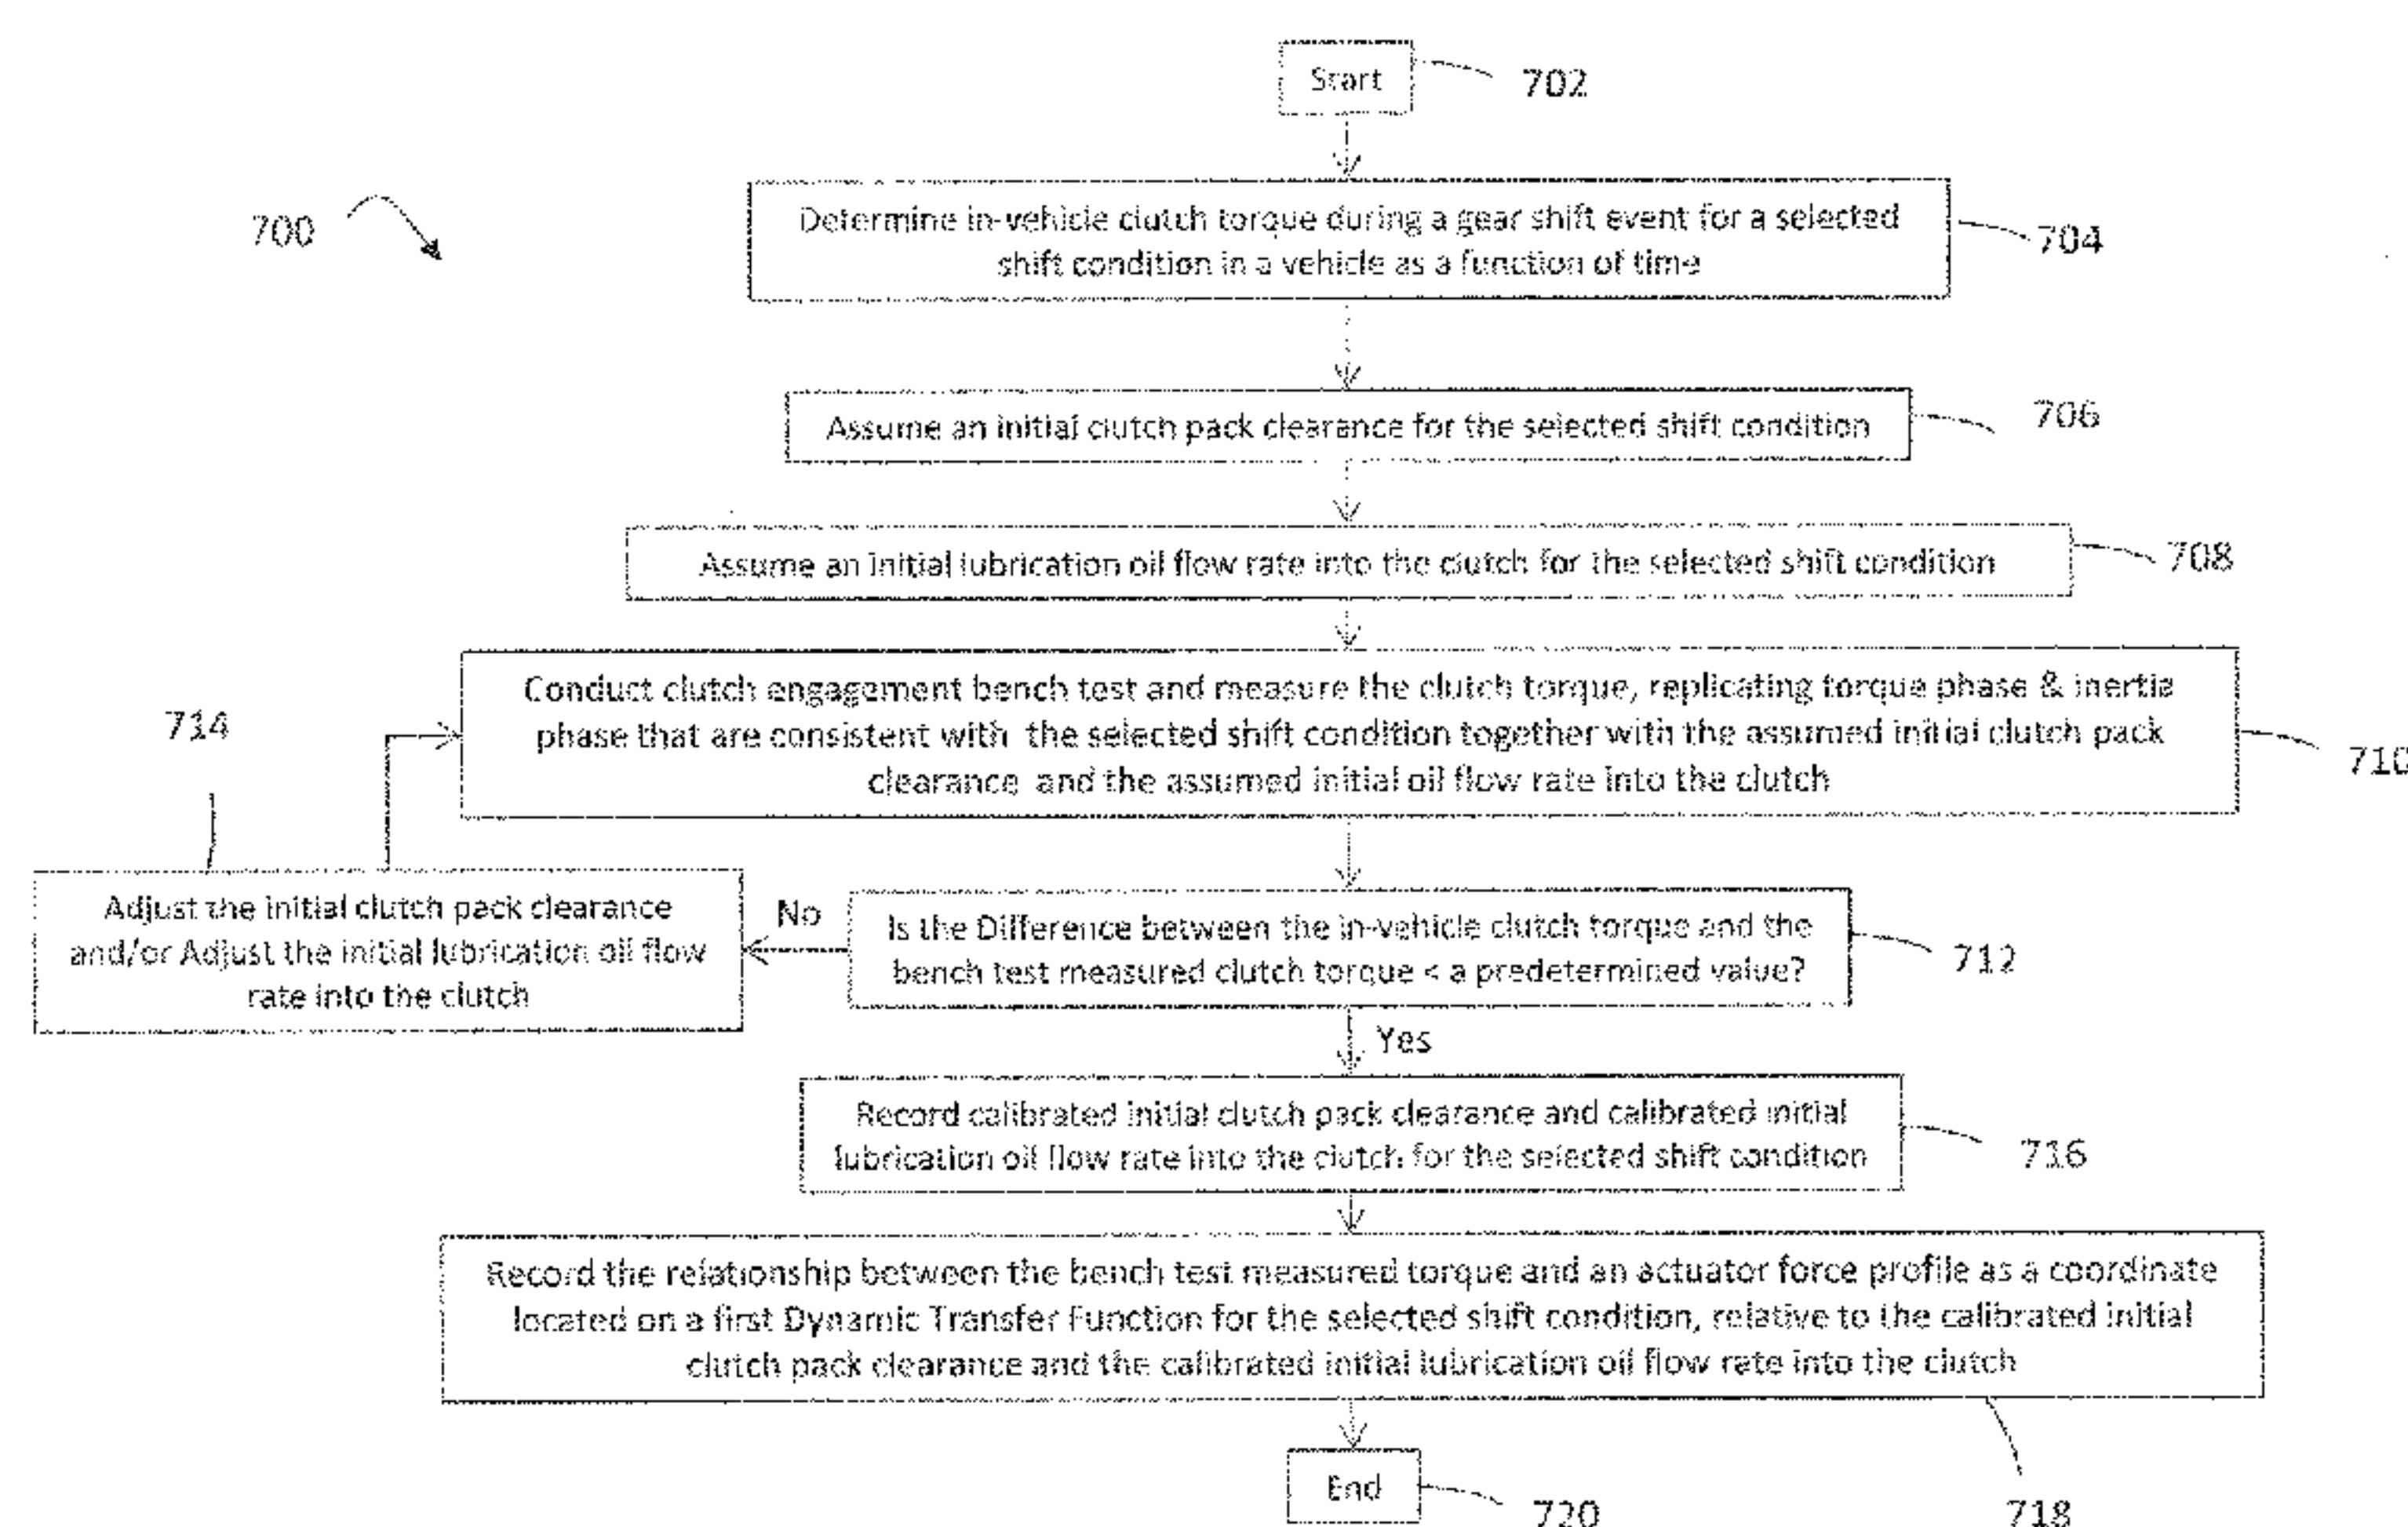 Start
702
700
Determine in-vehicle clutch torque during a gear shift event for a selected
shift condition in a vehicle as a function of time
704
Assume an initial clutch pack clearance for the selected shift condition
706
Assume an initial lubrication oil flow rate into the clutch for the selected shift condition
708
Conduct clutch engagement bench test and measure the clutch torque, replicating torque phase & inertia
phase that are consistent with the selected shift condition together with the assumed initial clutch pack
clearance and the assumed initial oil flow rate into the clutch
710
714
Adjust the initial clutch pack clearance
and/or Adjust the initial lubrication oil flow
rate into the clutch
No
Is the Difference between the in-vehicle clutch torque and the
bench test measured clutch torque < a predetermined value?
712
Yes
Record calibrated initial clutch pack clearance and calibrated initial
lubrication oil flow rate into the clutch for the selected shift condition
716
Record the relationship between the bench test measured torque and an actuator force profile as a coordinate
located on a first Dynamic Transfer Function for the selected shift condition, relative to the calibrated initial
clutch pack clearance and the calibrated initial lubrication oil flow rate into the clutch
718
End
720